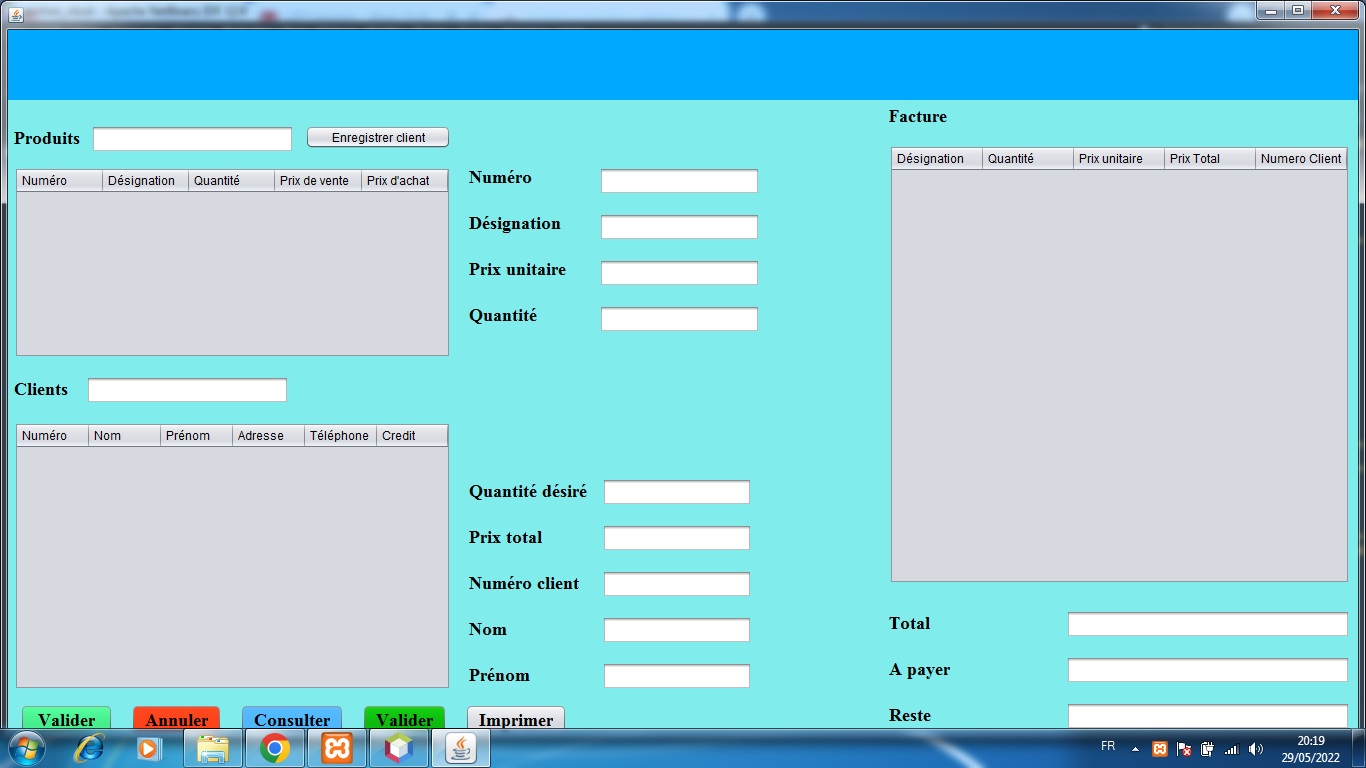 Facture
Produits
Enregistrer client
Numéro Désignation Quantité Prix de vente Prix d'achat
Numéro
Désignation
Prix unitaire
Quantité
Désignation Quantité Prix unitaire Prix Total Numero Client
Clients
Numéro Nom Prénom Adresse Téléphone Credit
Quantité désiré
Prix total
Numéro client
Nom
Prénom
Total
A payer
Reste
Valider Annuler Consulter Valider Imprimer
FR
20:19
29/05/2022